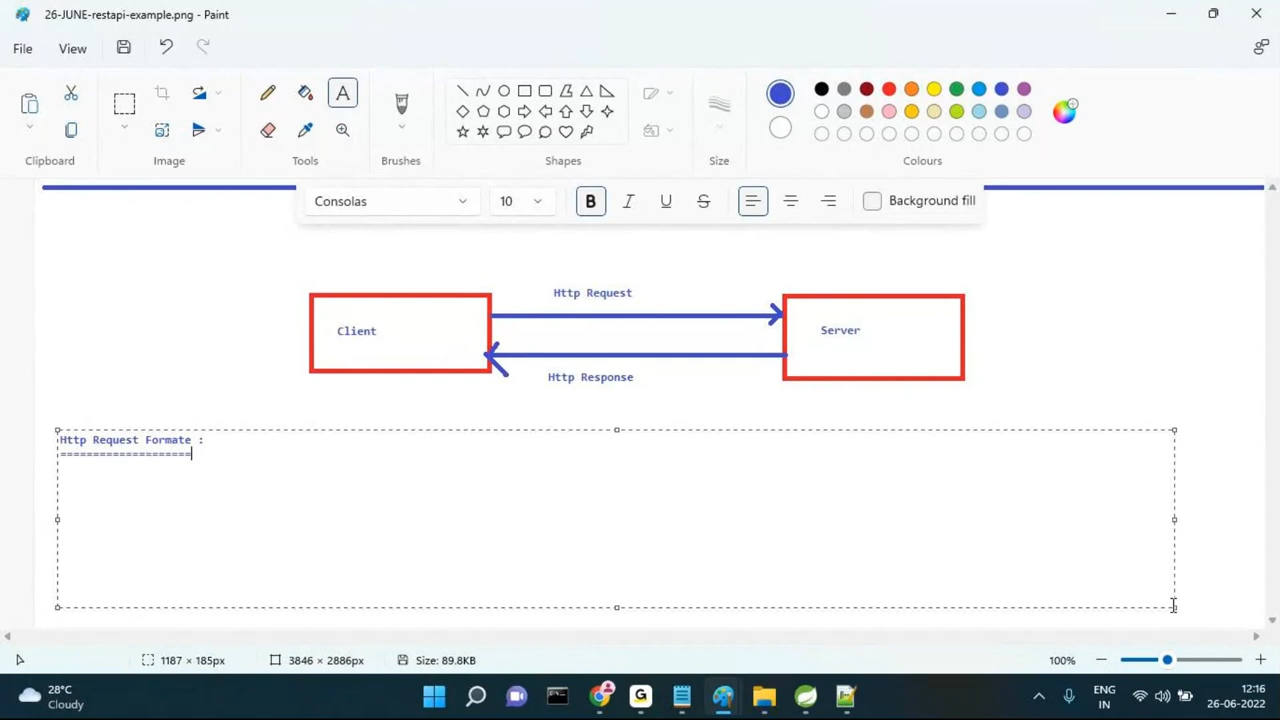 26-JUNE-restapi-example.png - Paint
File
View
Clipboard
Image
Tools
Brushes
Shapes
Size
Colours
A
Consolas
10
B
I
U
S
Background fill
Http Request
Client
Server
Http Response
Http Request Formate :
====================
1187 × 185px
3846 × 2886px
Size: 89.8KB
100%
28°C
Cloudy
G
ENG
IN
12:16
26-06-2022